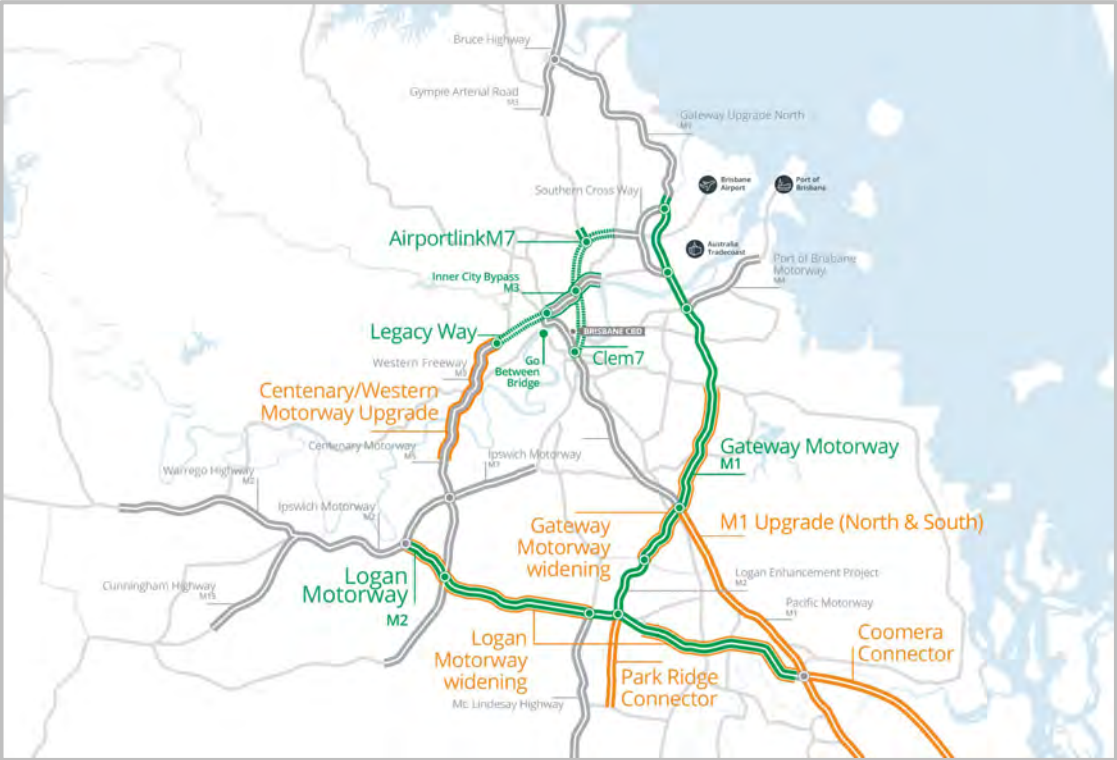 Bruce Highway
Gympie Arterial Road
M3
Gateway Upgrade North
M1
Southern Cross Way
Brisbane
Airport
Port of
Brisbane
AirportlinkM7
Australia
Tradecoast
Port of Brisbane
Motorway
M4
Inner City Bypass
M3
Legacy Way
BRISBANE CBD
Go
Between
Bridge
Clem7
Western Freeway
M5
Centenary/Western
Motorway Upgrade
Centenary Motorway
M5
Ipswich Motorway
M7
Gateway Motorway
M1
Warrego Highway
M2
Ipswich Motorway
M2
Gateway
Motorway
widening
M1 Upgrade (North & South)
Logan
Motorway
M2
Logan Enhancement Project
M2
Cunningham Highway
M15
Pacific Motorway
M1
Logan
Motorway
widening
Coomera
Connector
Park Ridge
Connector
Mt. Lindesay Highway